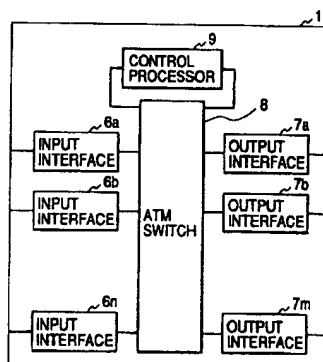 1
9
CONTROL
PROCESSOR
8
6a
INPUT
INTERFACE
7a
OUTPUT
INTERFACE
6b
INPUT
INTERFACE
7b
OUTPUT
INTERFACE
ATM
SWITCH
6n
INPUT
INTERFACE
7m
OUTPUT
INTERFACE